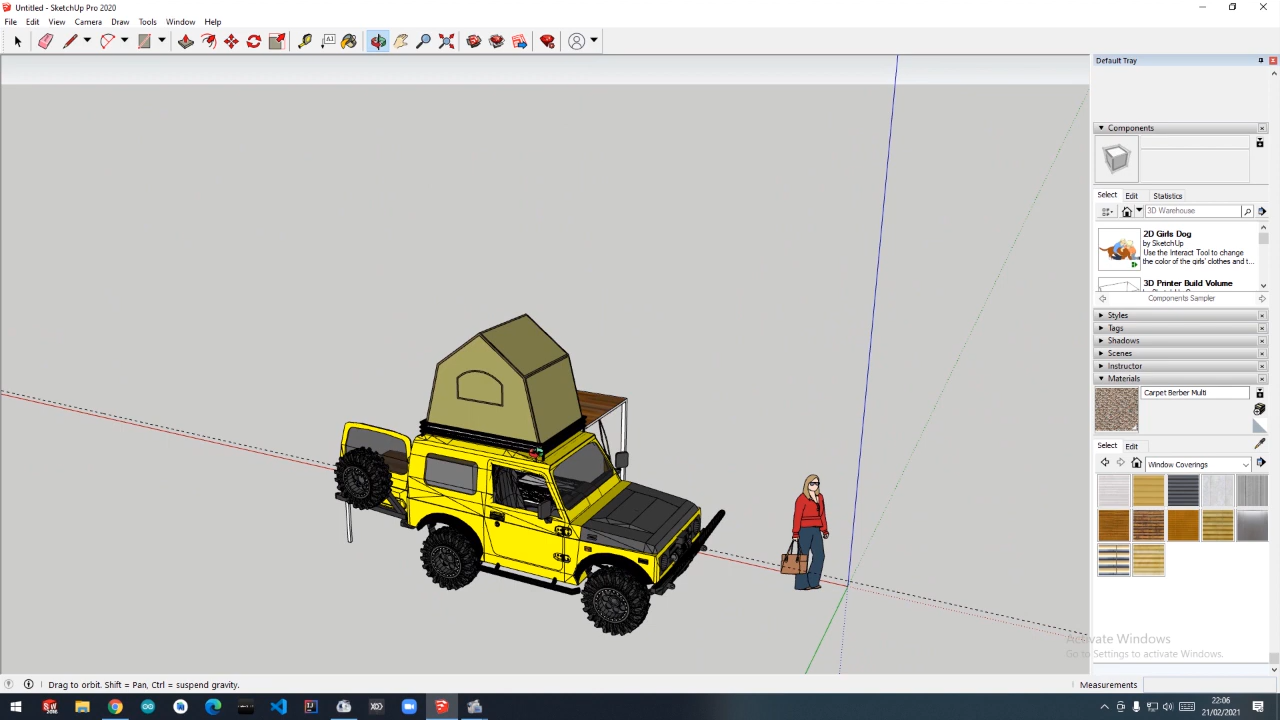 Untitled - SketchUp Pro 2020
File Edit View Camera Draw Tools Window Help
Default Tray
Components
Select Edit Statistics
3D Warehouse
2D Girls Dog
by SketchUp
Use the Interact Tool to change
the color of the girls' clothes and t...
3D Printer Build Volume
Components Sampler
Styles
Tags
Shadows
Scenes
Instructor
Materials
Carpet Berber Multi
Select Edit
Window Coverings
Activate Windows
Go to Settings to activate Windows.
Drag to orbit. Shift = Pan, Ctrl = suspend gravity.
Measurements
22:06
21/02/2021